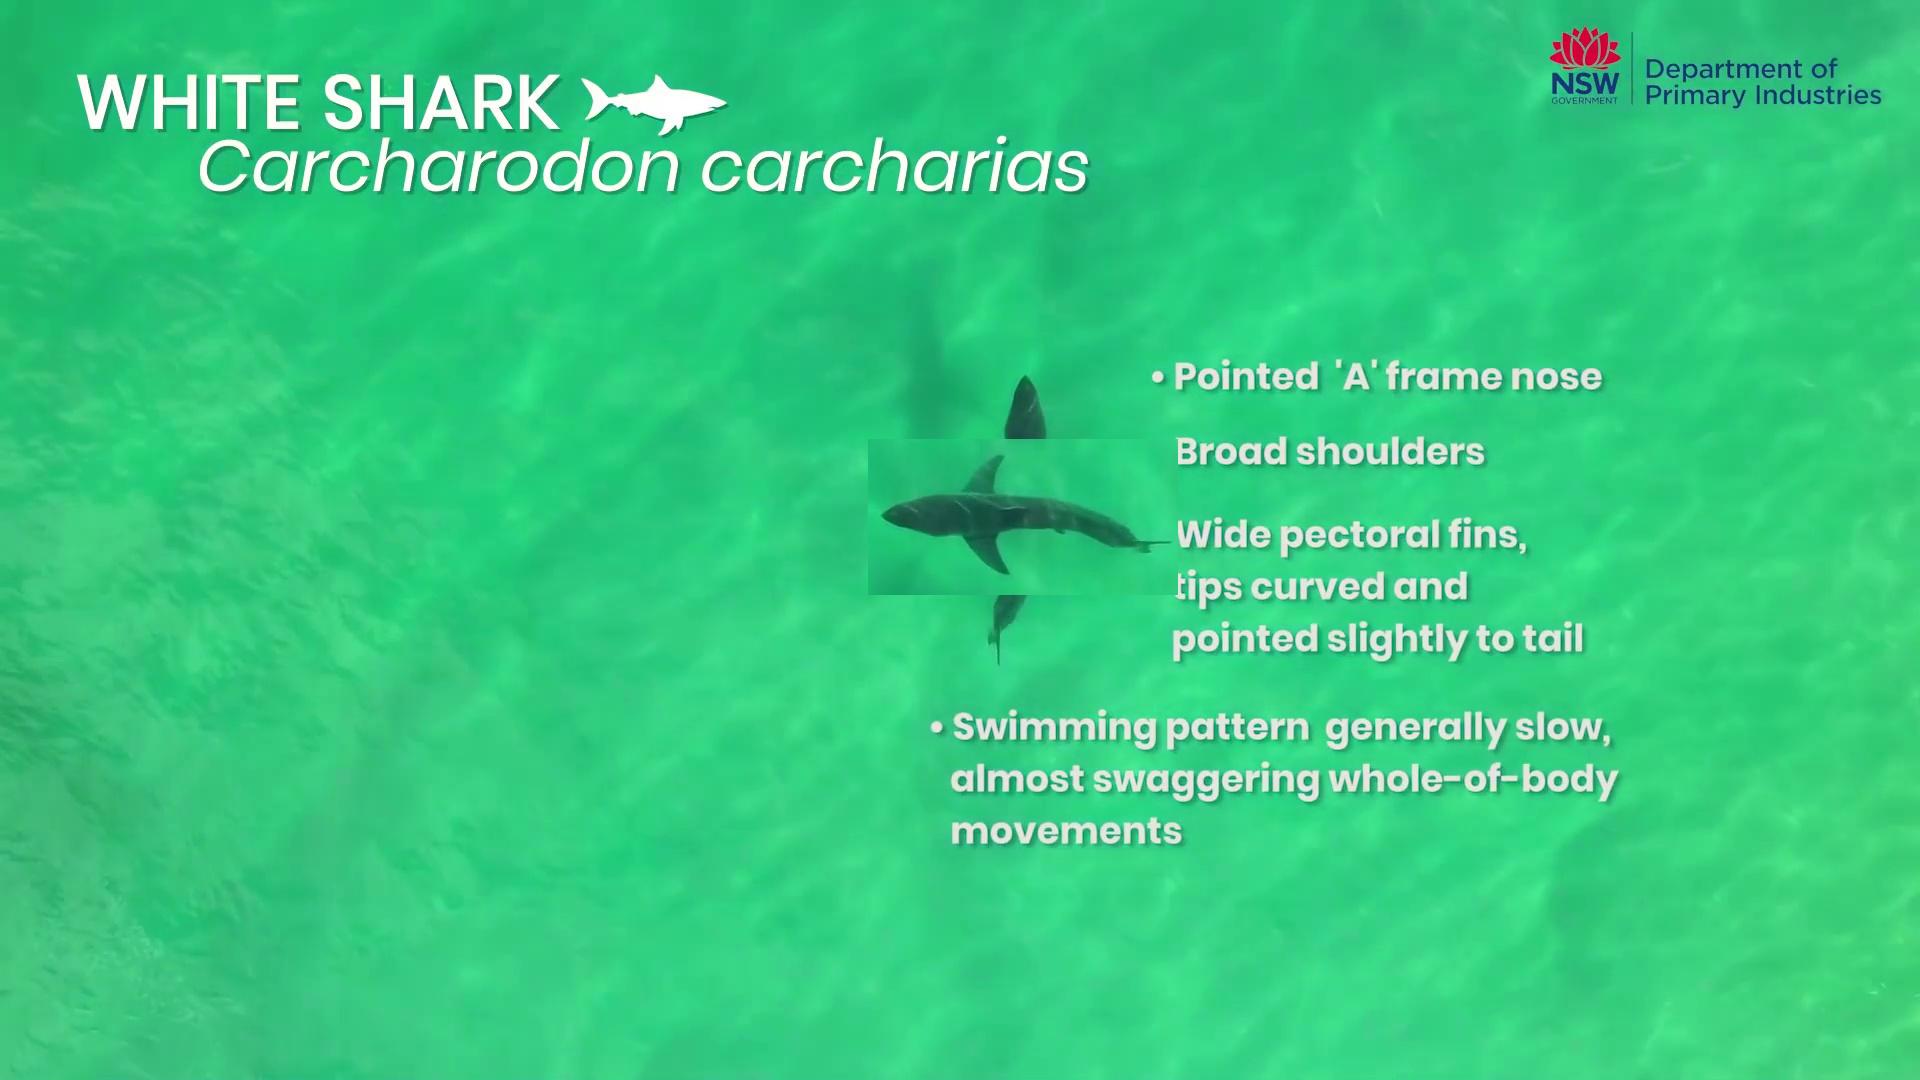 WHITE SHARK
Carcharodon carcharias
NSW
GOVERNMENT
Department of
Primary Industries
• Pointed 'A' frame nose
Broad shoulders
Wide pectoral fins,
tips curved and
pointed slightly to tail
• Swimming pattern generally slow,
almost swaggering whole-of-body
movements